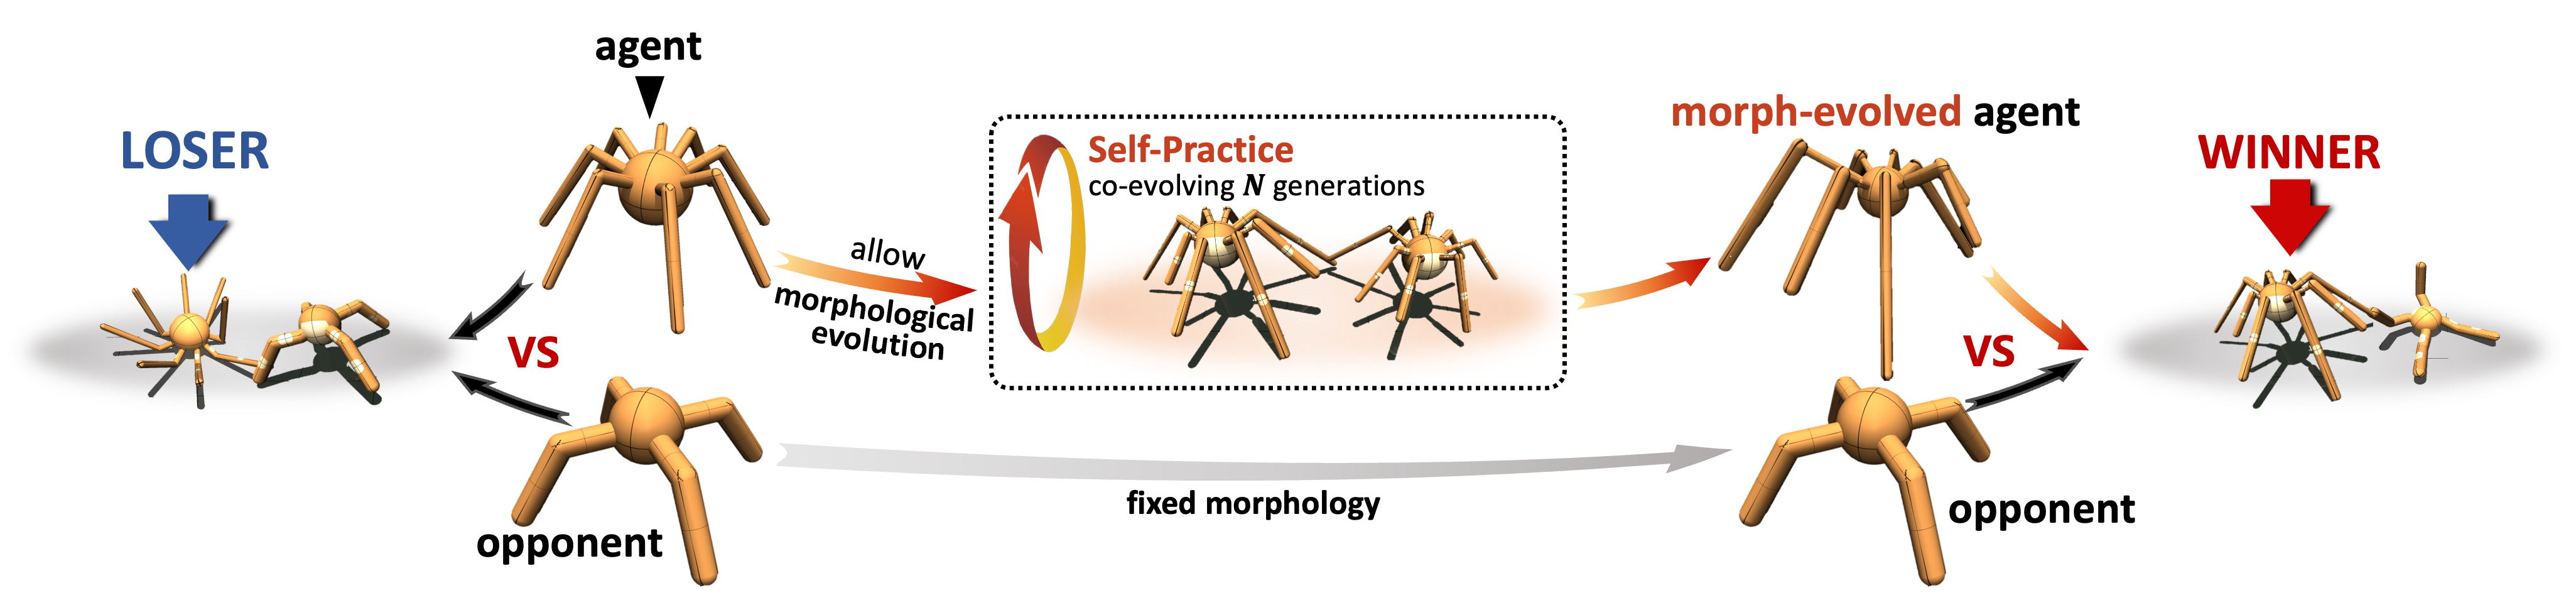 agent
LOSER
VS
opponent
allow
morphological
evolution
Self-Practice
co-evolving N generations
fixed morphology
morph-evolved agent
VS
opponent
WINNER